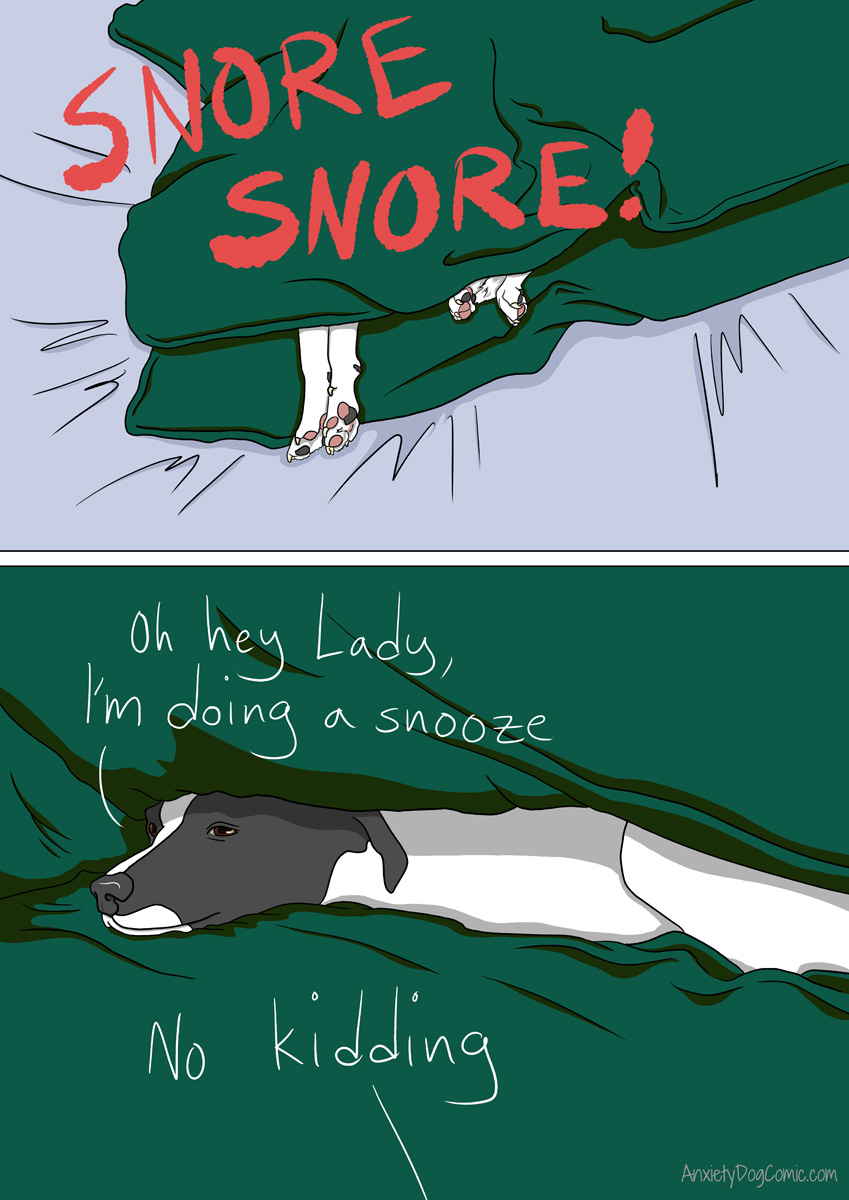 SNORE
SNORE!
Oh hey Lady,
I'm doing a snooze
No kidding
AnxietyDogComic.com